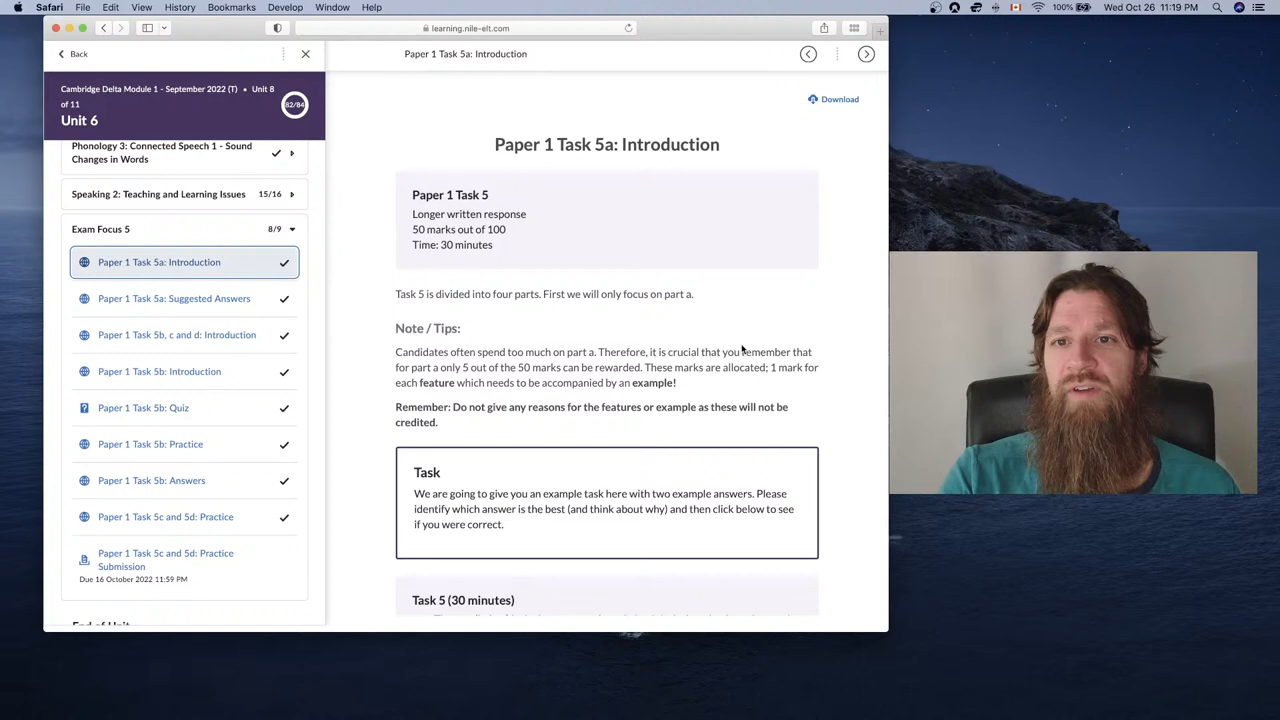 Safari File Edit View History Bookmarks Develop Window Help
100% Wed Oct 26 11:19 PM
learning.nile-elt.com
Back
Paper 1 Task 5a: Introduction
Cambridge Delta Module 1 - September 2022 (T) • Unit 8
of 11
82/84
Unit 6
Download
Phonology 3: Connected Speech 1 - Sound
Changes in Words
Speaking 2: Teaching and Learning Issues 15/16
Exam Focus 5 8/9
Paper 1 Task 5a: Introduction
Paper 1 Task 5a: Suggested Answers
Paper 1 Task 5b, c and d: Introduction
Paper 1 Task 5b: Introduction
Paper 1 Task 5b: Quiz
Paper 1 Task 5b: Practice
Paper 1 Task 5b: Answers
Paper 1 Task 5c and 5d: Practice
Paper 1 Task 5c and 5d: Practice
Submission
Due 16 October 2022 11:59 PM
End of Unit
Paper 1 Task 5a: Introduction
Paper 1 Task 5
Longer written response
50 marks out of 100
Time: 30 minutes
Task 5 is divided into four parts. First we will only focus on part a.
Note / Tips:
Candidates often spend too much on part a. Therefore, it is crucial that you remember that
for part a only 5 out of the 50 marks can be rewarded. These marks are allocated; 1 mark for
each feature which needs to be accompanied by an example!
Remember: Do not give any reasons for the features or example as these will not be
credited.
Task
We are going to give you an example task here with two example answers. Please
identify which answer is the best (and think about why) and then click below to see
if you were correct.
Task 5 (30 minutes)